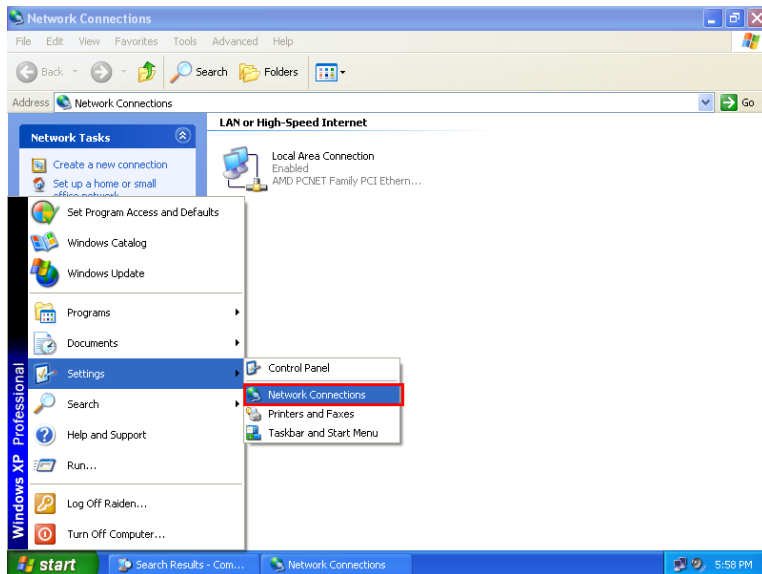 Network Connections
File Edit View Favorites Tools Advanced Help
Back Search Folders
Address Network Connections Go
LAN or High-Speed Internet
Network Tasks
Create a new connection
Set up a home or small
office network
Local Area Connection
Enabled
AMD PCNET Family PCI Ethern...
Set Program Access and Defaults
Windows Catalog
Windows Update
Programs
Documents
Settings
Search
Help and Support
Run...
Log Off Raiden...
Turn Off Computer...
Windows XP Professional
Control Panel
Network Connections
Printers and Faxes
Taskbar and Start Menu
start
Search Results - Com...
Network Connections
5:58 PM